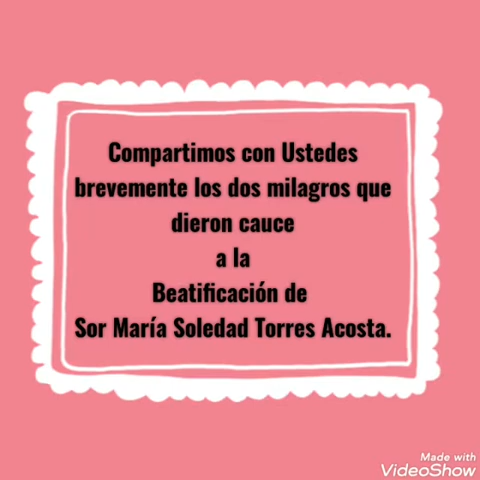 Compartimos con Ustedes
brevemente los dos milagros que
dieron cauce
a la
Beatificación de
Sor María Soledad Torres Acosta.
Made with
VideoShow